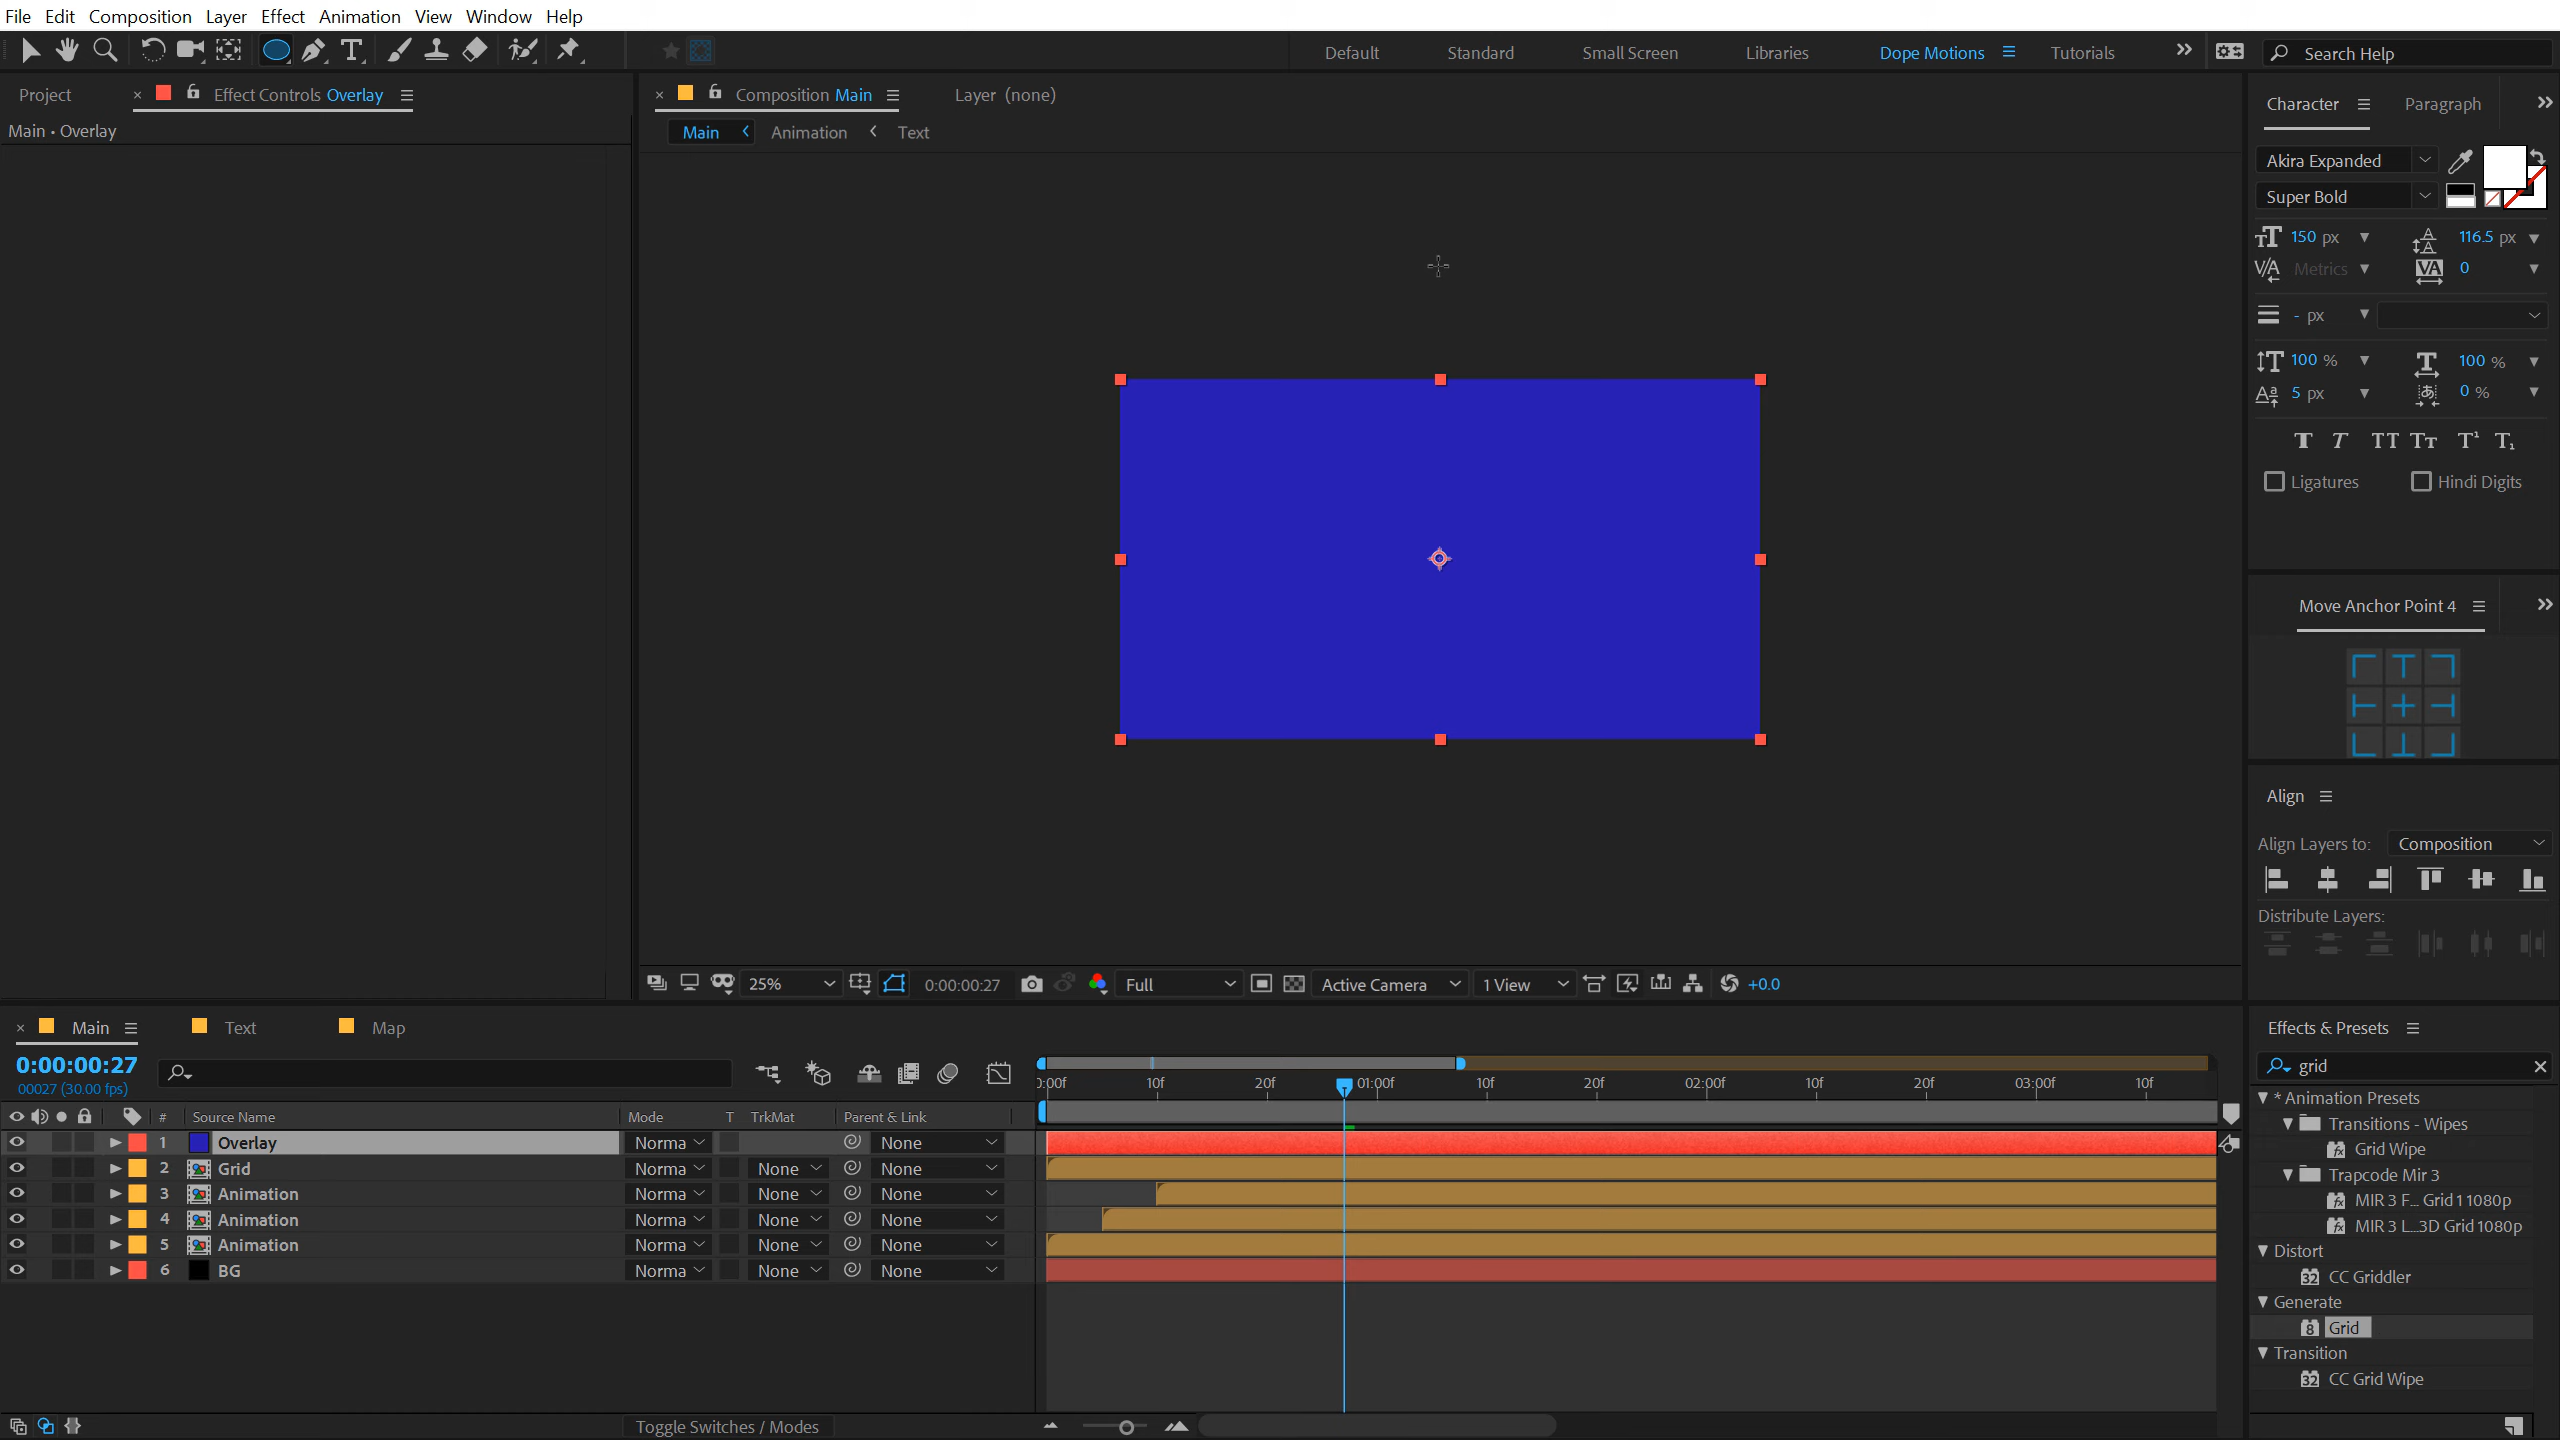 File Edit Composition Layer Effect Animation View Window Help
Default Standard Small Screen Libraries Dope Motions Tutorials Search Help
Project Effect Controls Overlay
Main • Overlay
Composition Main Layer (none)
Main Animation Text
Character Paragraph
Akira Expanded
Super Bold
150 px 116.5 px
Metrics 0
- px
100 % 100 %
5 px 0 %
Ligatures Hindi Digits
Move Anchor Point 4
Align
Align Layers to: Composition
Distribute Layers:
25% 0:00:00:27 Full Active Camera 1 View +0.0
Main Text Map
0:00:00:27
00027 (30.00 fps)
0:00f 10f 20f 01:00f 10f 20f 02:00f 10f 20f 03:00f 10f
# Source Name Mode T TrkMat Parent & Link
1 Overlay Norma None
2 Grid Norma None None
3 Animation Norma None None
4 Animation Norma None None
5 Animation Norma None None
6 BG Norma None None
Toggle Switches / Modes
Effects & Presets
grid
* Animation Presets
Transitions - Wipes
Grid Wipe
Trapcode Mir 3
MIR 3 F... Grid 1 1080p
MIR 3 L...3D Grid 1080p
Distort
32 CC Griddler
Generate
8 Grid
Transition
32 CC Grid Wipe